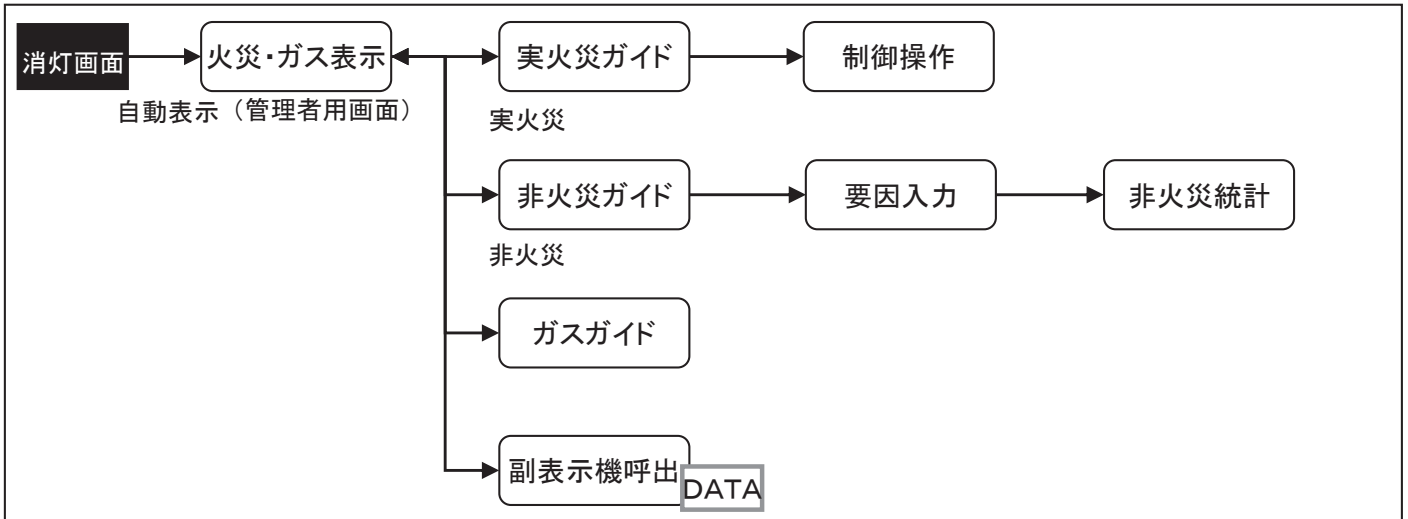 消灯画面
火災・ガス表示
実火災ガイド
制御操作
自動表示（管理者用画面）
実火災
非火災ガイド
要因入力
非火災統計
非火災
ガスガイド
副表示機呼出
DATA